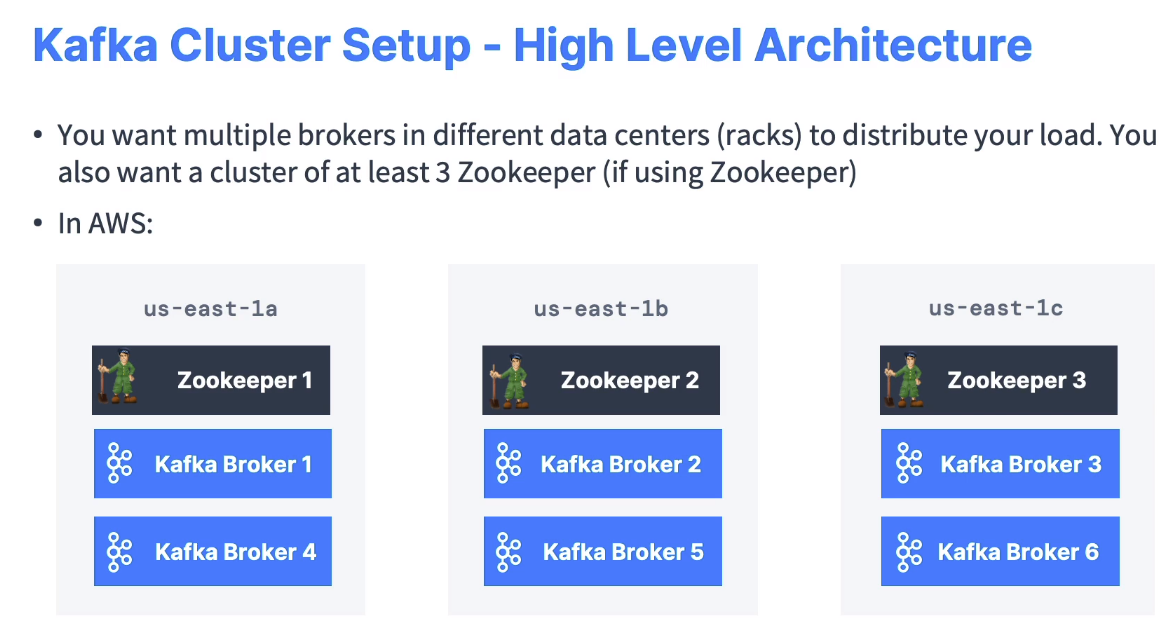 Kafka Cluster Setup - High Level Architecture
• You want multiple brokers in different data centers (racks) to distribute your load. You
also want a cluster of at least 3 Zookeeper (if using Zookeeper)
• In AWS:
us-east-1a
Zookeeper 1
Kafka Broker 1
Kafka Broker 4
us-east-1b
Zookeeper 2
Kafka Broker 2
Kafka Broker 5
us-east-1c
Zookeeper 3
Kafka Broker 3
Kafka Broker 6